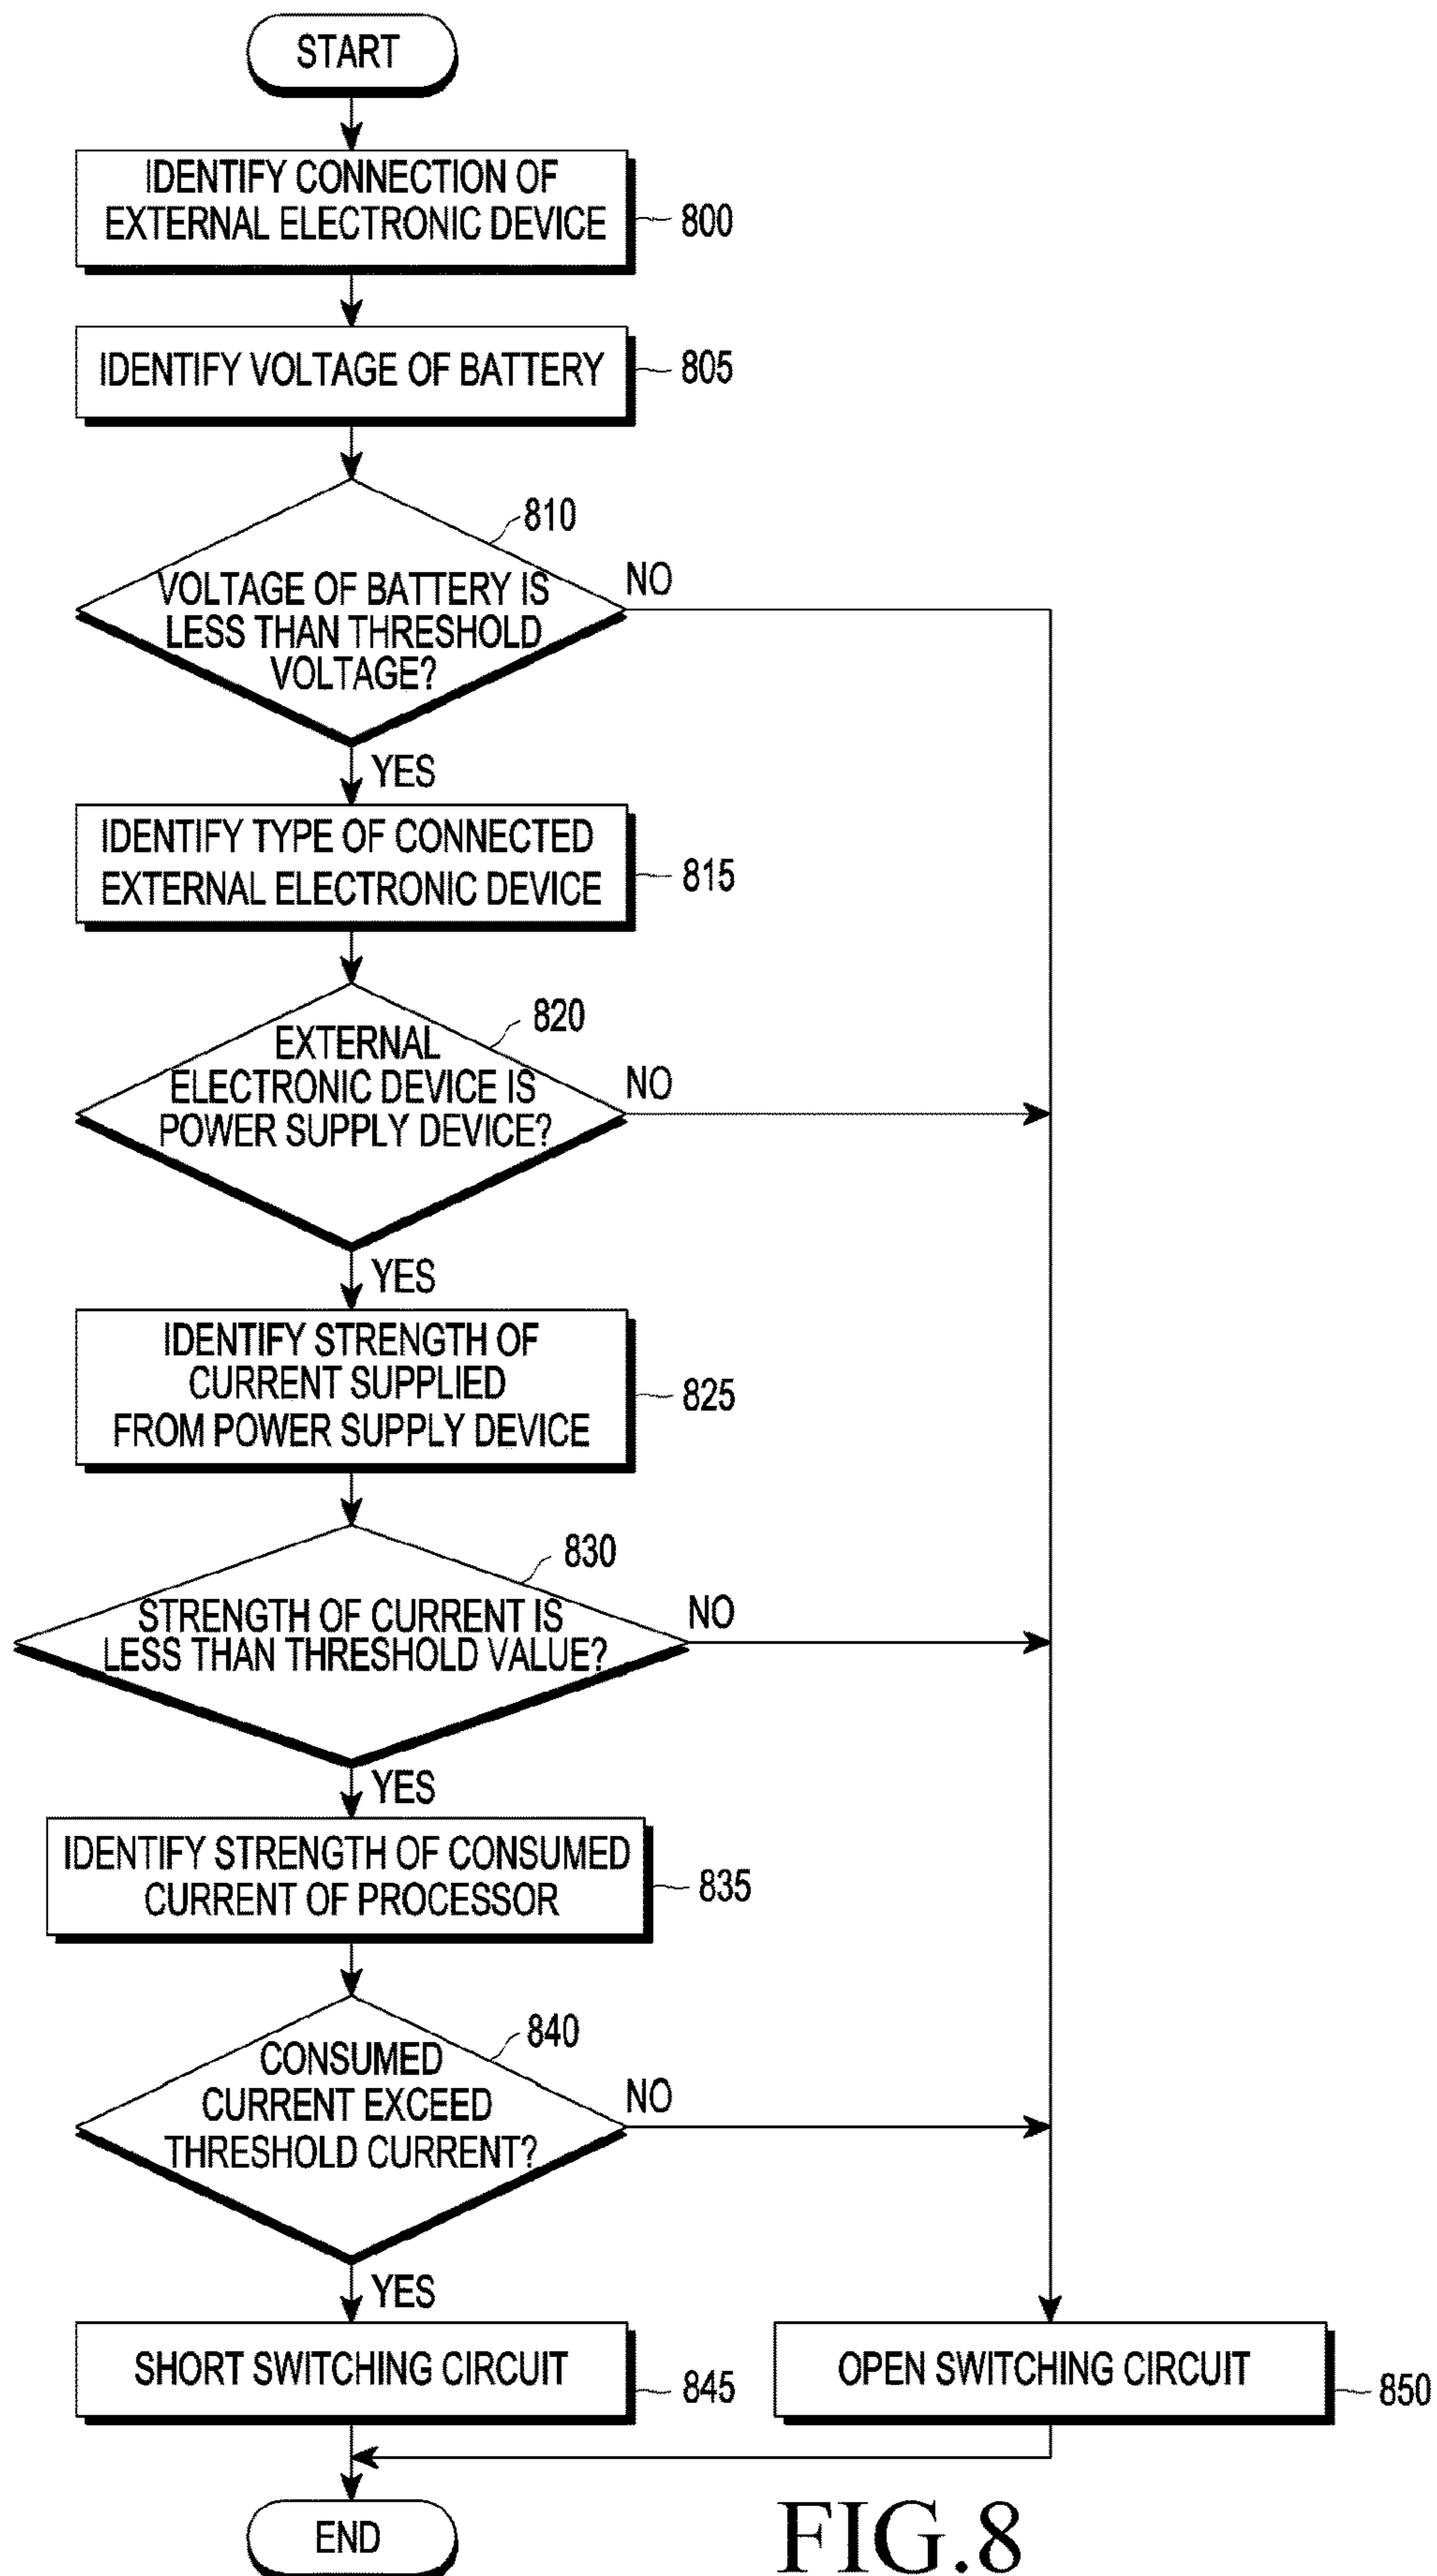 START
IDENTIFY CONNECTION OF
EXTERNAL ELECTRONIC DEVICE
800
IDENTIFY VOLTAGE OF BATTERY
805
810
VOLTAGE OF BATTERY IS
LESS THAN THRESHOLD
VOLTAGE?
NO
YES
IDENTIFY TYPE OF CONNECTED
EXTERNAL ELECTRONIC DEVICE
815
820
EXTERNAL
ELECTRONIC DEVICE IS
POWER SUPPLY DEVICE?
NO
YES
IDENTIFY STRENGTH OF
CURRENT SUPPLIED
FROM POWER SUPPLY DEVICE
825
830
STRENGTH OF CURRENT IS
LESS THAN THRESHOLD VALUE?
NO
YES
IDENTIFY STRENGTH OF CONSUMED
CURRENT OF PROCESSOR
835
840
CONSUMED
CURRENT EXCEED
THRESHOLD CURRENT?
NO
YES
SHORT SWITCHING CIRCUIT
845
OPEN SWITCHING CIRCUIT
850
END
FIG.8